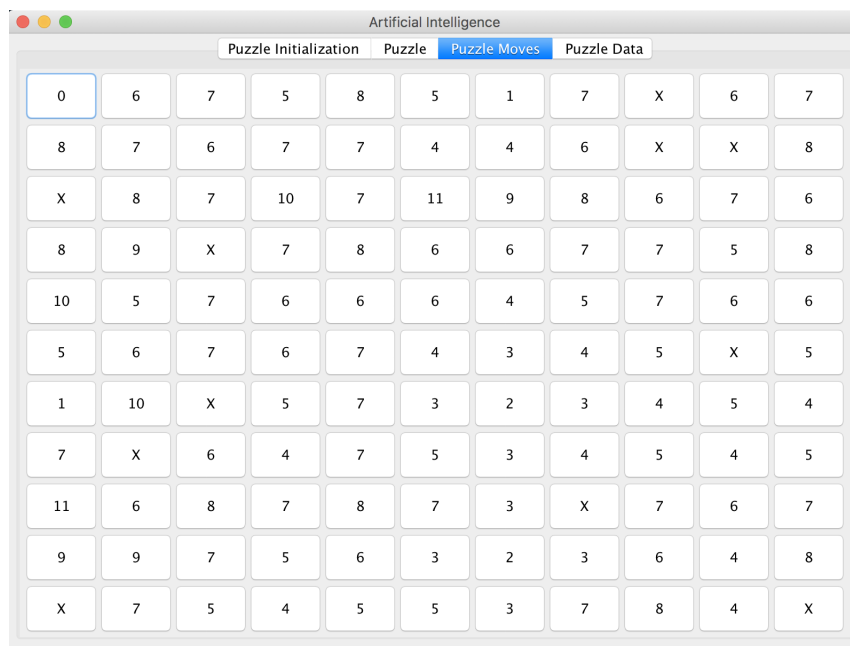 Artificial Intelligence
Puzzle Initialization Puzzle Puzzle Moves Puzzle Data
0 6 7 5 8 5 1 7 X 6 7
8 7 6 7 7 4 4 6 X X 8
X 8 7 10 7 11 9 8 6 7 6
8 9 X 7 8 6 6 7 7 5 8
10 5 7 6 6 6 4 5 7 6 6
5 6 7 6 7 4 3 4 5 X 5
1 10 X 5 7 3 2 3 4 5 4
7 X 6 4 7 5 3 4 5 4 5
11 6 8 7 8 7 3 X 7 6 7
9 9 7 5 6 3 2 3 6 4 8
X 7 5 4 5 5 3 7 8 4 X